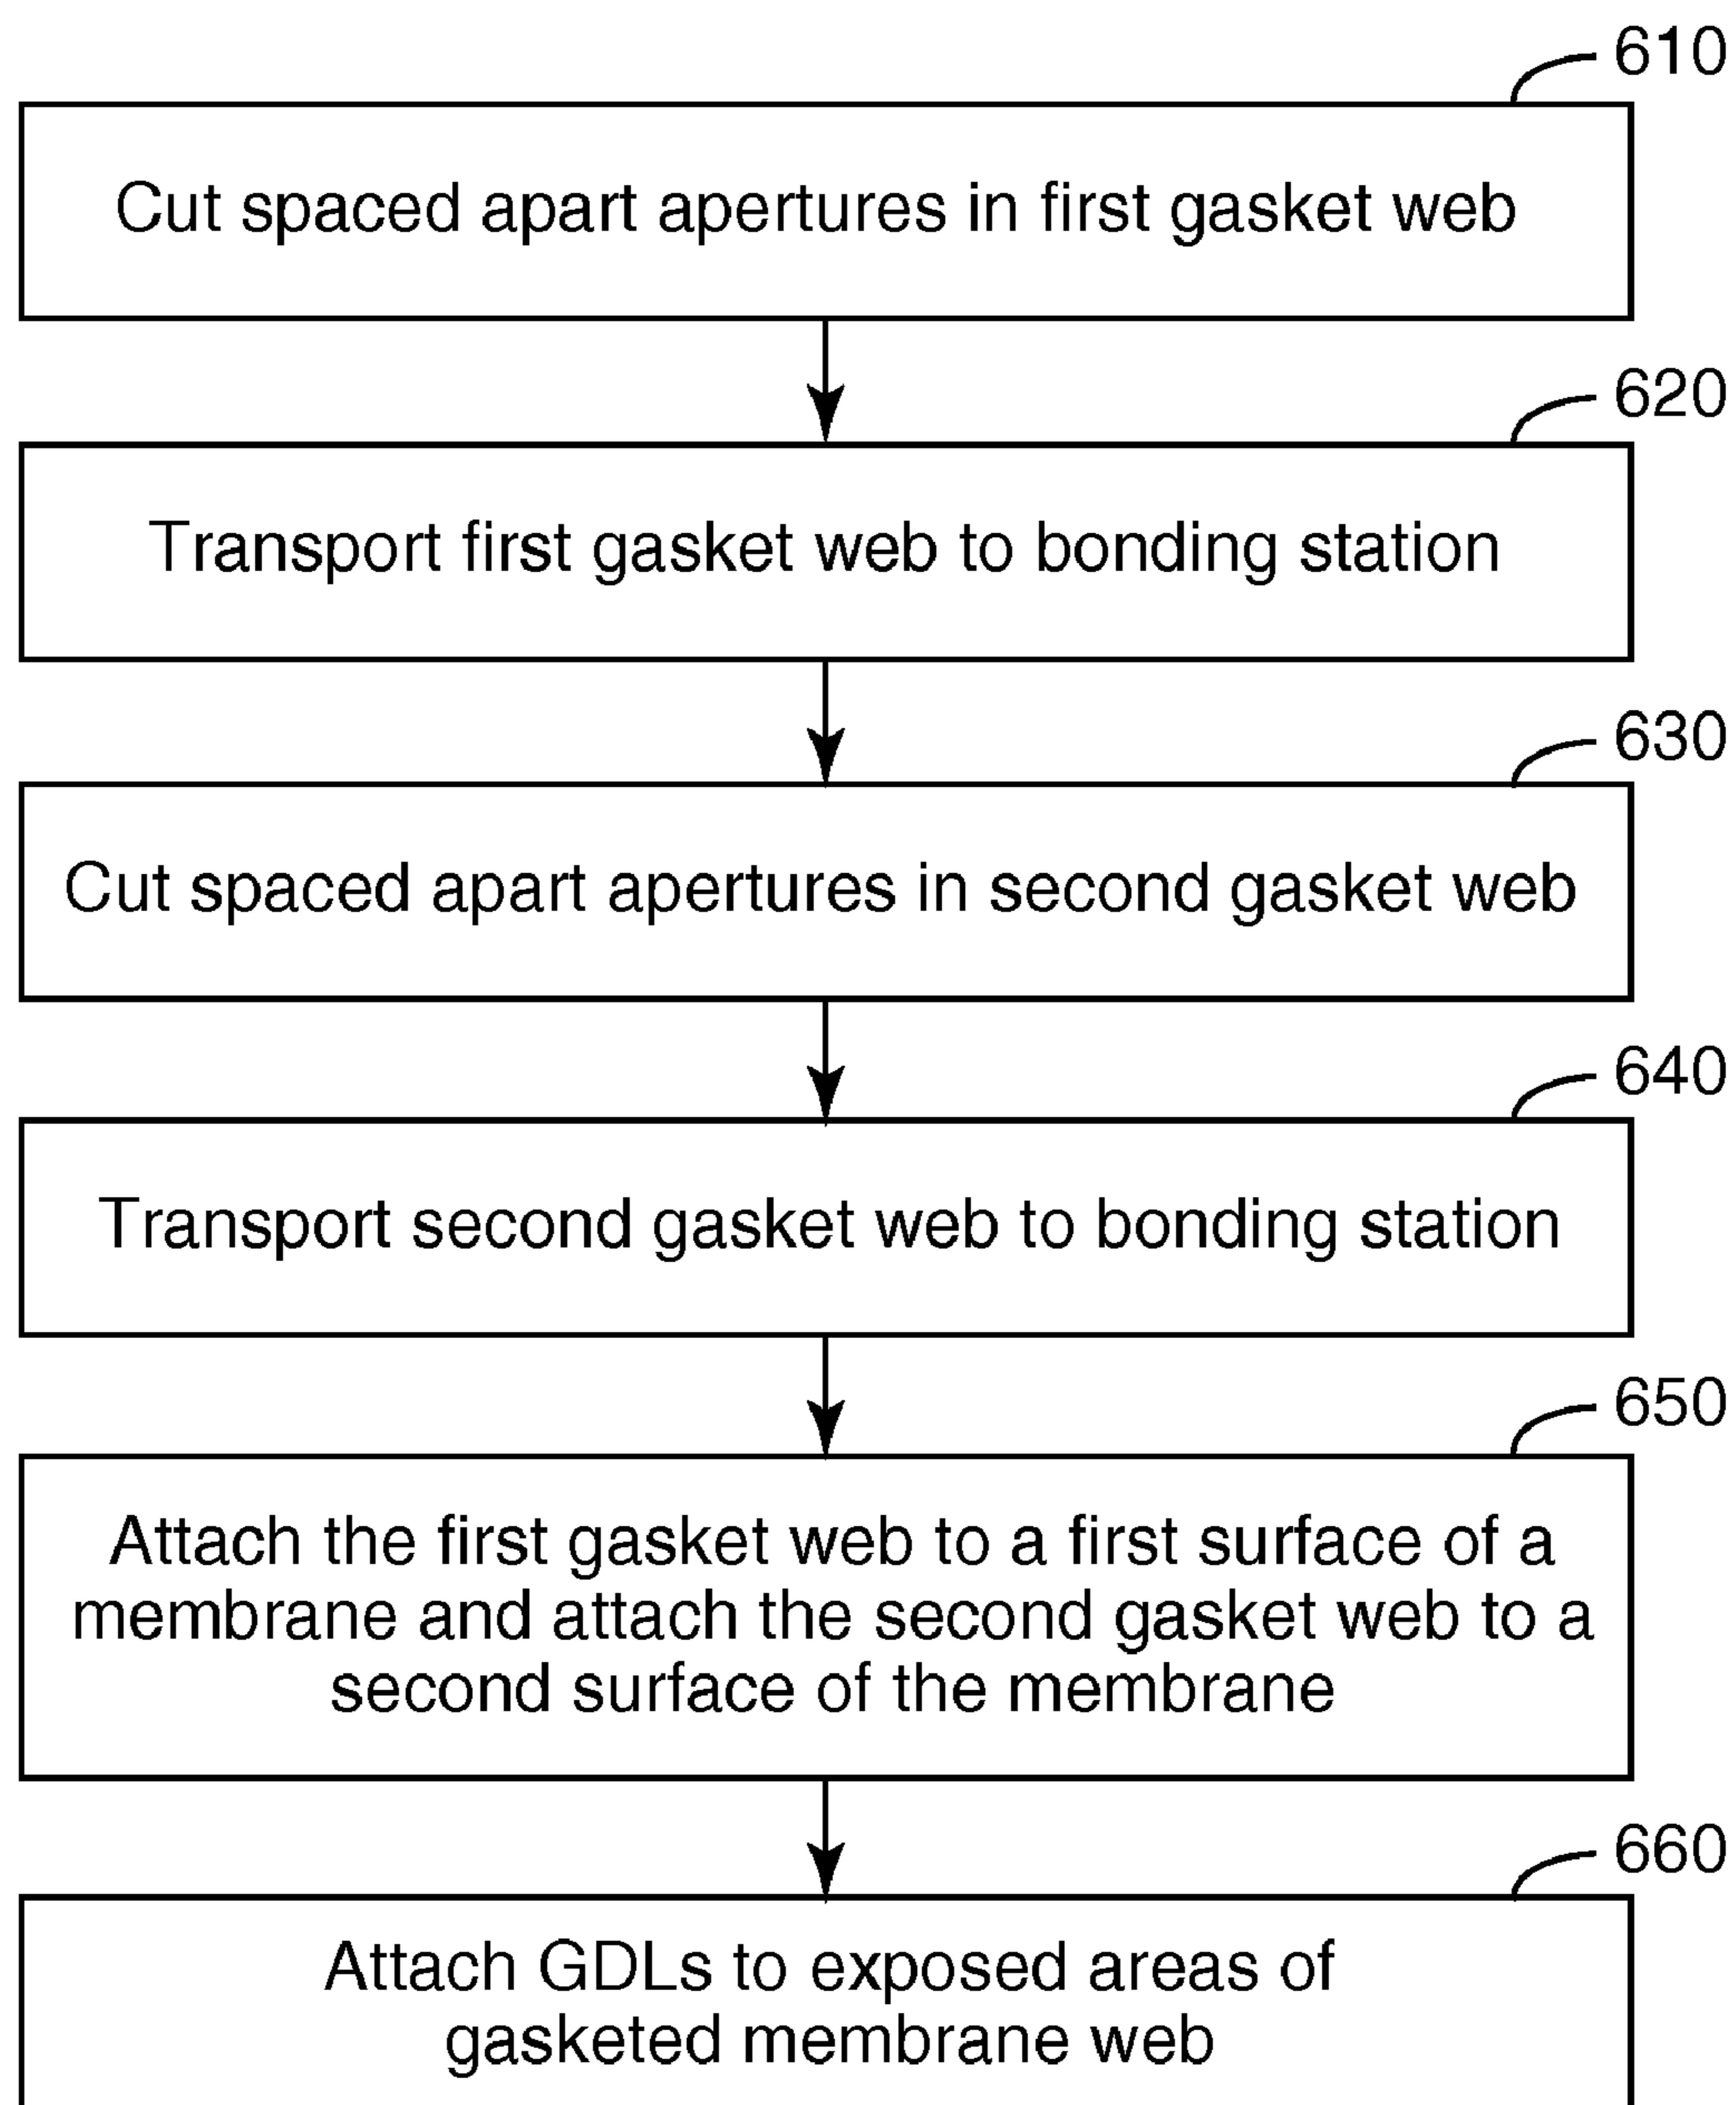 610
Cut spaced apart apertures in first gasket web
620
Transport first gasket web to bonding station
630
Cut spaced apart apertures in second gasket web
640
Transport second gasket web to bonding station
650
Attach the first gasket web to a first surface of a
membrane and attach the second gasket web to a
second surface of the membrane
660
Attach GDLs to exposed areas of
gasketed membrane web